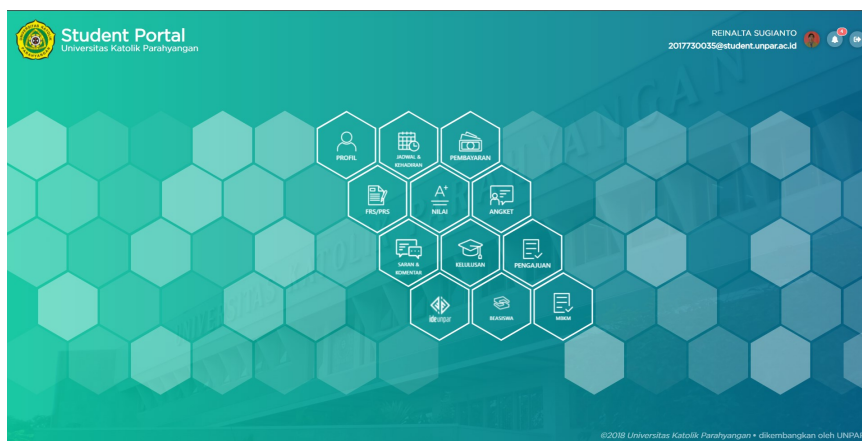 Student Portal
Universitas Katolik Parahyangan
REINALTA SUGIANTO
2017730035@student.unpar.ac.id
PROFIL
JADWAL &
KEHADIRAN
PEMBAYARAN
FRS/PRS
A+
NILAI
ANGKET
SARAN &
KOMENTAR
KELULUSAN
PENGAJUAN
ideunpar
BEASISWA
MBKM
©2018 Universitas Katolik Parahyangan • dikembangkan oleh UNPAR